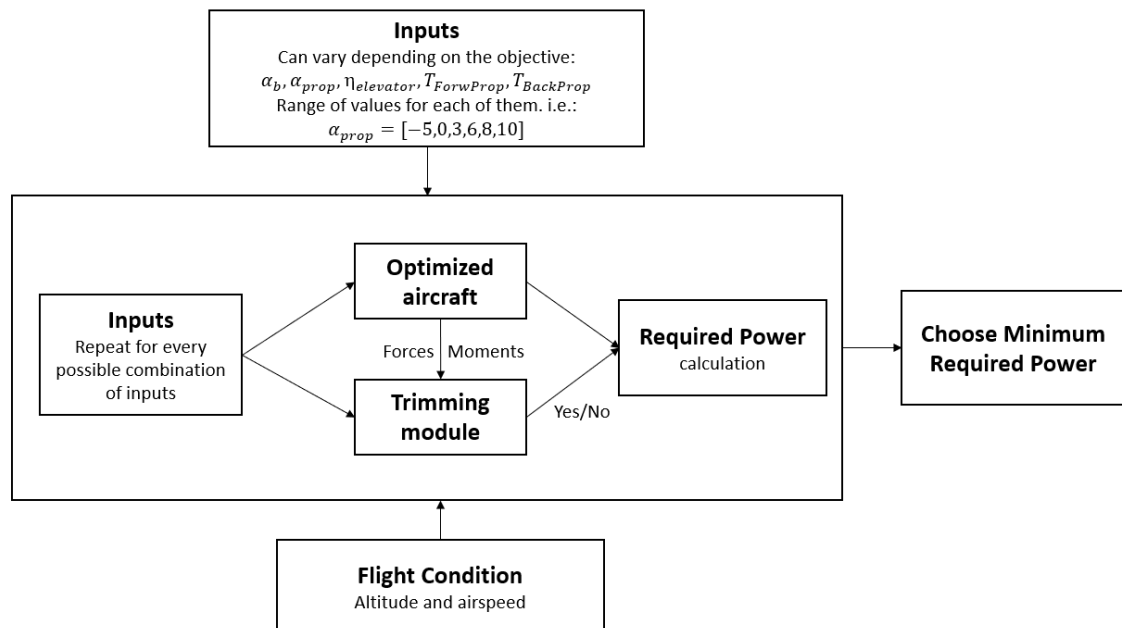 Inputs
Can vary depending on the objective:
α_b, α_prop, η_elevator, T_ForwProp, T_BackProp
Range of values for each of them. i.e.:
α_prop = [−5,0,3,6,8,10]
Inputs
Repeat for every
possible combination
of inputs
Optimized
aircraft
Forces
Moments
Trimming
module
Yes/No
Required Power
calculation
Choose Minimum
Required Power
Flight Condition
Altitude and airspeed